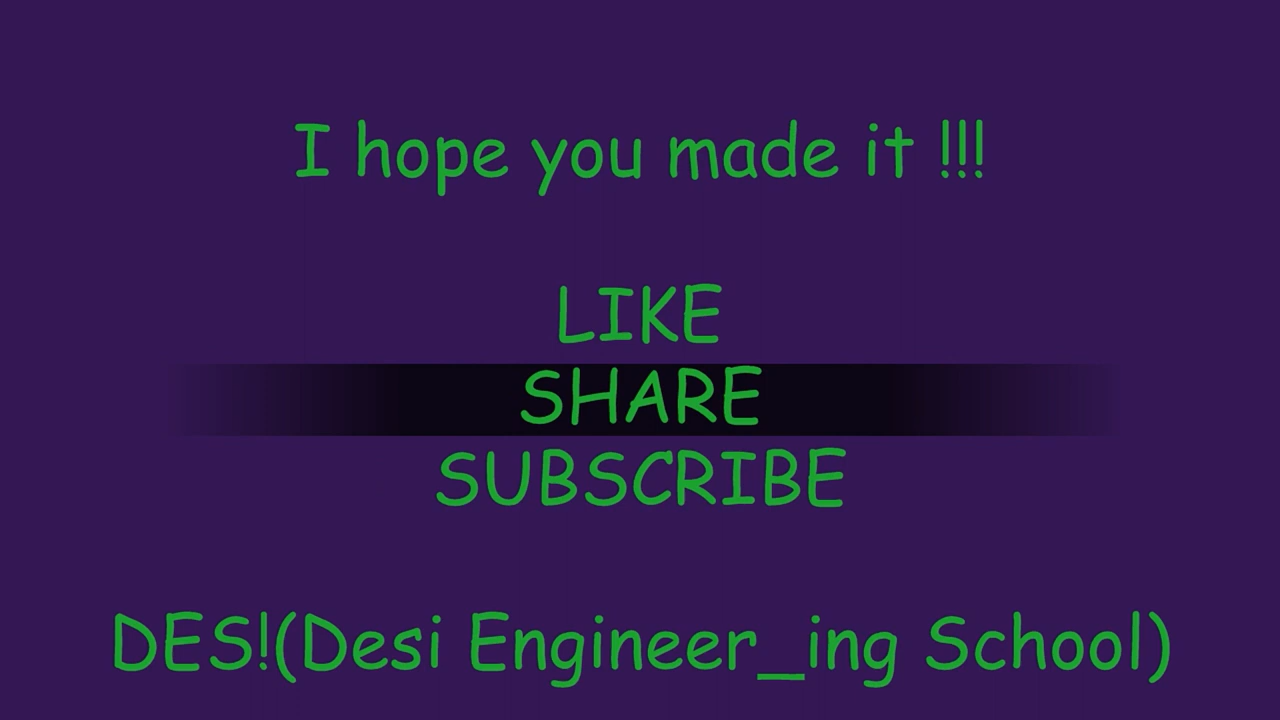 I hope you made it !!!
LIKE
SHARE
SUBSCRIBE
DES!(Desi Engineer_ing School)